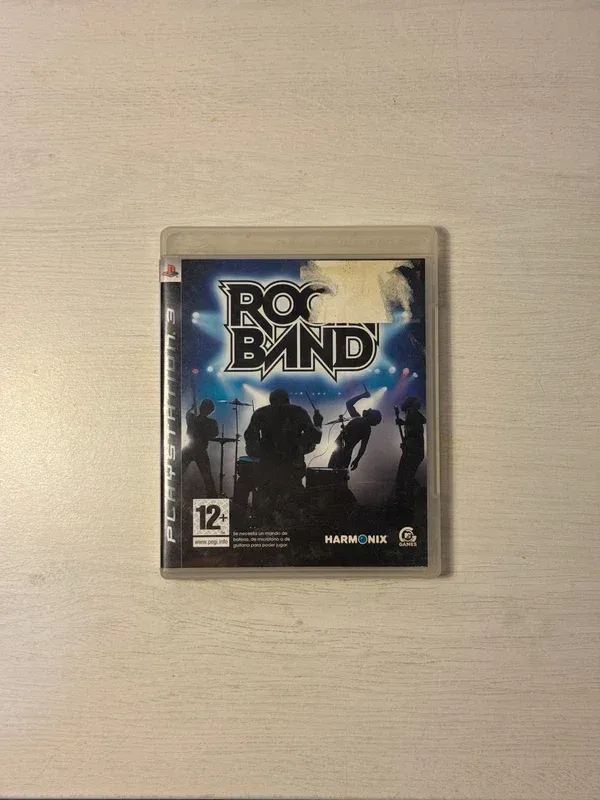 PLAYSTATION 3
ROC
BAND
12+
www.pegi.info
Se necesita un mando de
batería, de micrófono o de
guitarra para poder jugar.
HARMONIX
GAMES